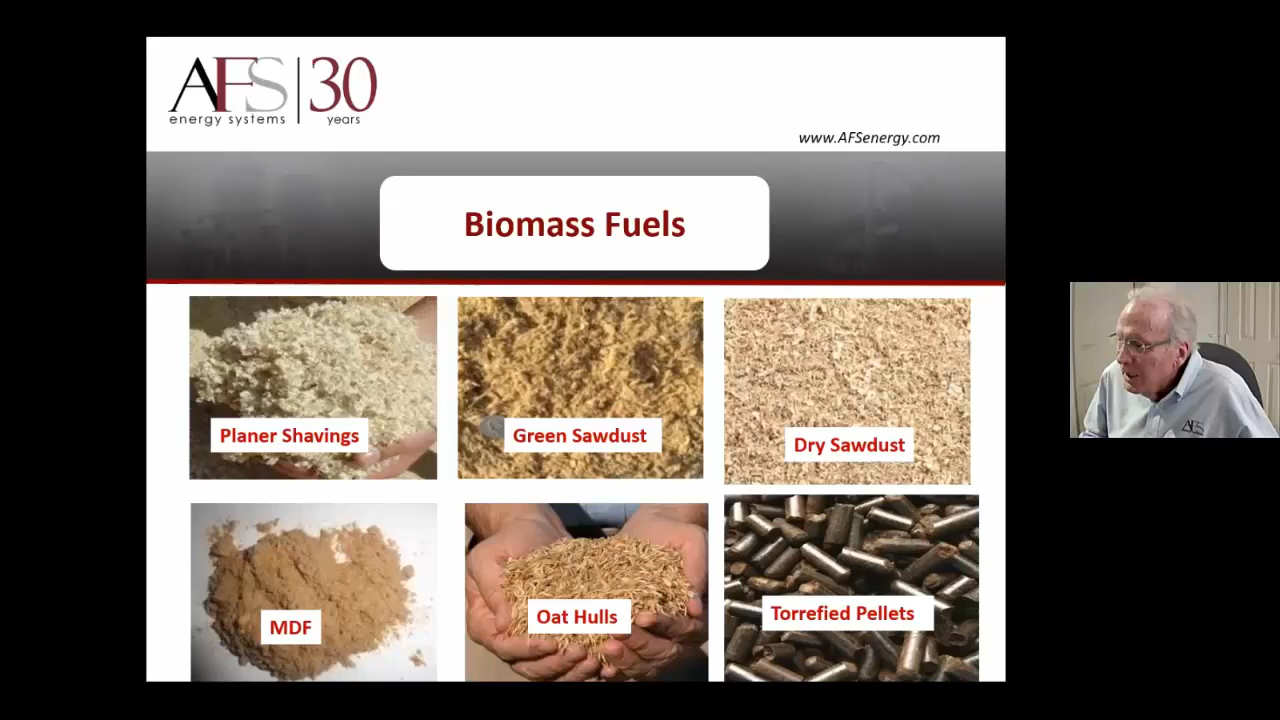 AFS 30
energy systems years
www.AFSenergy.com
Biomass Fuels
Planer Shavings
Green Sawdust
Dry Sawdust
MDF
Oat Hulls
Torrefied Pellets
AFS